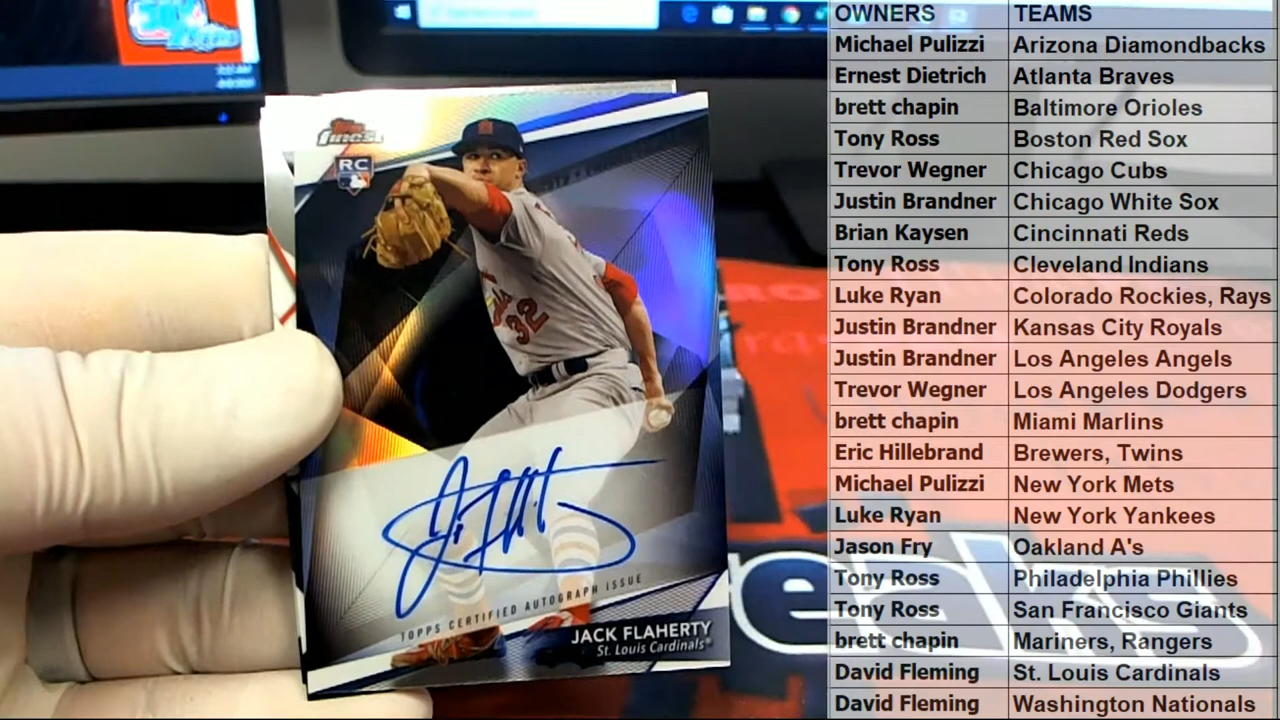 Topps
finest
RC
32
TOPPS CERTIFIED AUTOGRAPH ISSUE
JACK FLAHERTY
St. Louis Cardinals
OWNERS TEAMS
Michael Pulizzi Arizona Diamondbacks
Ernest Dietrich Atlanta Braves
brett chapin Baltimore Orioles
Tony Ross Boston Red Sox
Trevor Wegner Chicago Cubs
Justin Brandner Chicago White Sox
Brian Kaysen Cincinnati Reds
Tony Ross Cleveland Indians
Luke Ryan Colorado Rockies, Rays
Justin Brandner Kansas City Royals
Justin Brandner Los Angeles Angels
Trevor Wegner Los Angeles Dodgers
brett chapin Miami Marlins
Eric Hillebrand Brewers, Twins
Michael Pulizzi New York Mets
Luke Ryan New York Yankees
Jason Fry Oakland A's
Tony Ross Philadelphia Phillies
Tony Ross San Francisco Giants
brett chapin Mariners, Rangers
David Fleming St. Louis Cardinals
David Fleming Washington Nationals